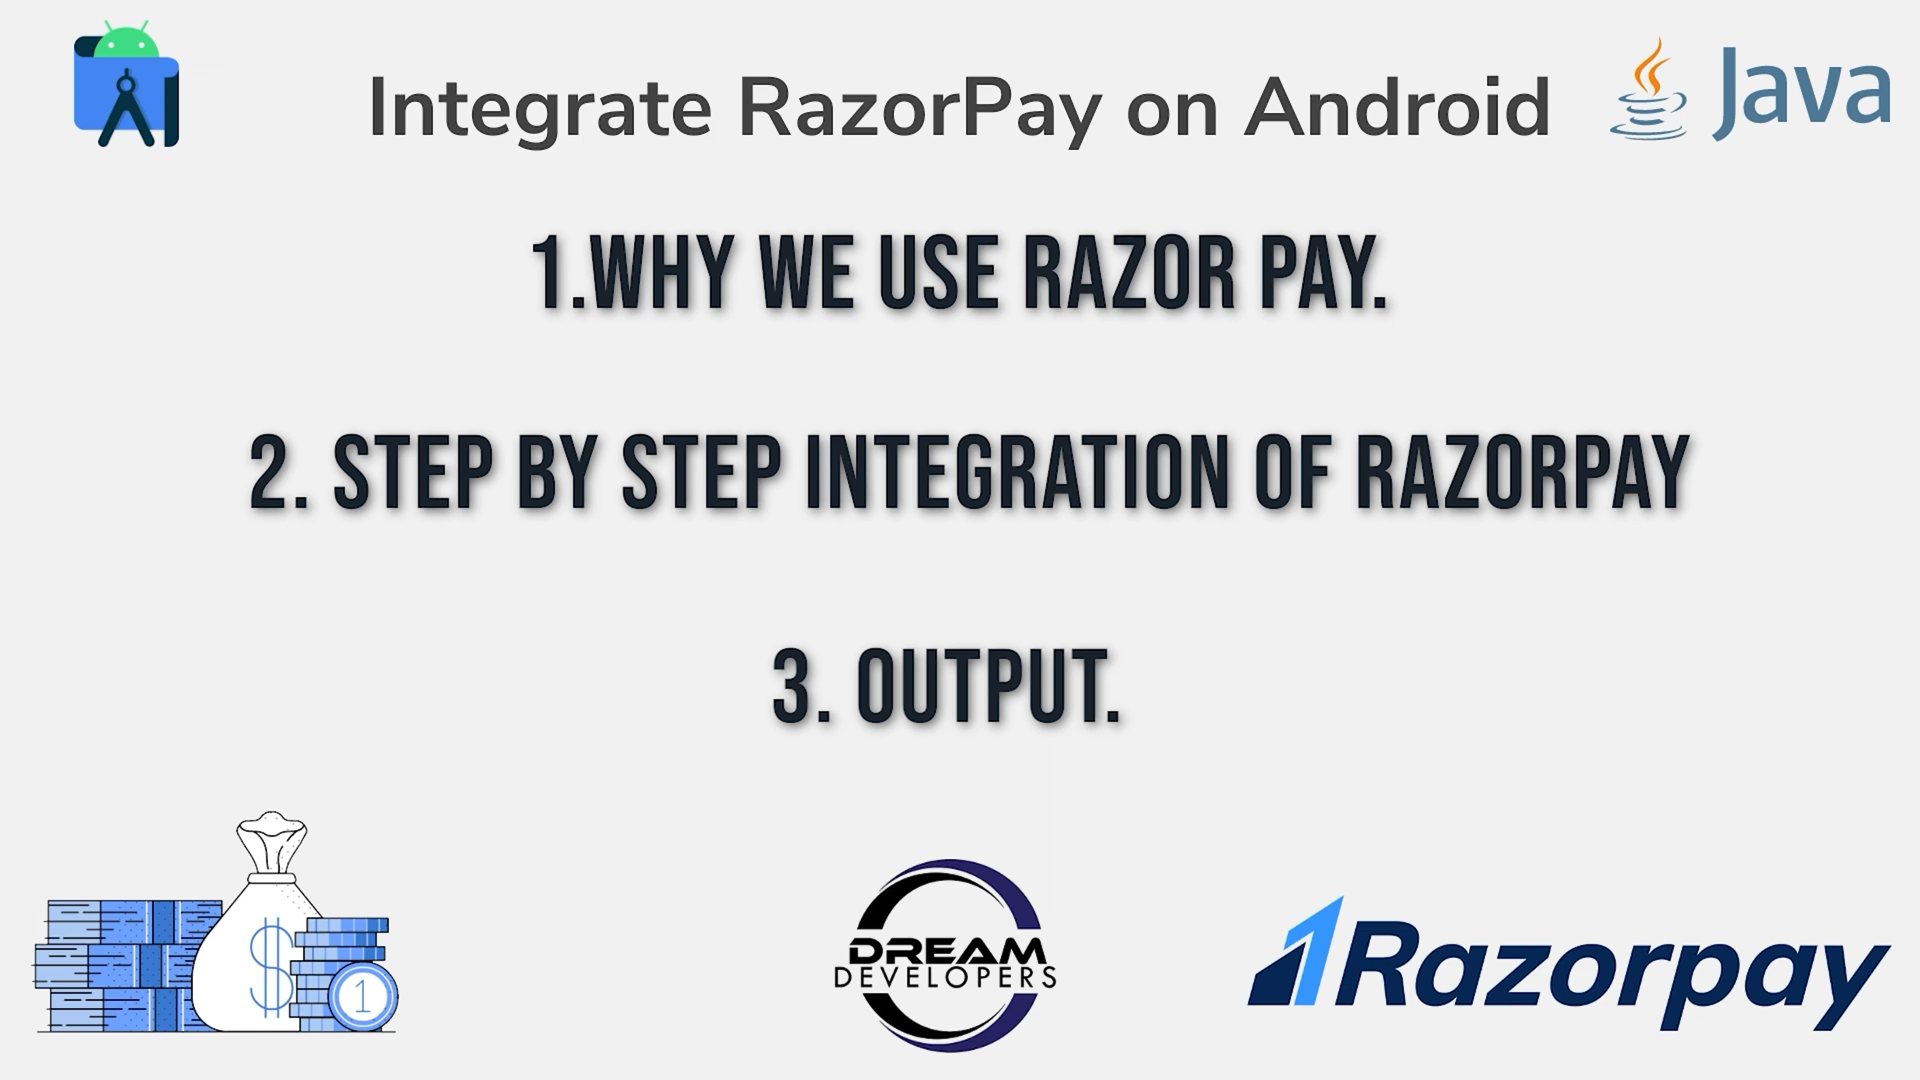 Integrate RazorPay on Android
Java
1.WHY WE USE RAZOR PAY.
2. STEP BY STEP INTEGRATION OF RAZORPAY
3. OUTPUT.
$
1
DREAM
DEVELOPERS
Razorpay